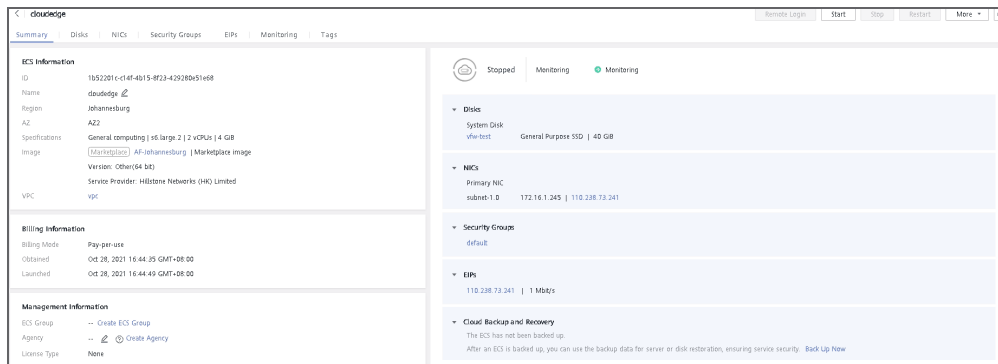 < cloudedge
Remote Login Start Stop Restart More
Summary Disks NICs Security Groups EIPs Monitoring Tags
ECS Information
ID 1b52201c-c14f-4b15-8f23-429280e51e68
Name cloudedge
Region Johannesburg
AZ AZ2
Specifications General computing | s6.large.2 | 2 vCPUs | 4 GiB
Image Marketplace AF-Johannesburg | Marketplace image
Version: Other(64 bit)
Service Provider: Hillstone Networks (HK) Limited
VPC vpc
Billing Information
Billing Mode Pay-per-use
Obtained Oct 28, 2021 16:44:35 GMT+08:00
Launched Oct 28, 2021 16:44:49 GMT+08:00
Management Information
ECS Group -- Create ECS Group
Agency -- Create Agency
License Type None
Stopped Monitoring Monitoring
Disks
System Disk
vfw-test General Purpose SSD | 40 GiB
NICs
Primary NIC
subnet-1.0 172.16.1.245 | 110.238.73.241
Security Groups
default
EIPs
110.238.73.241 | 1 Mbit/s
Cloud Backup and Recovery
The ECS has not been backed up.
After an ECS is backed up, you can use the backup data for server or disk restoration, ensuring service security. Back Up Now